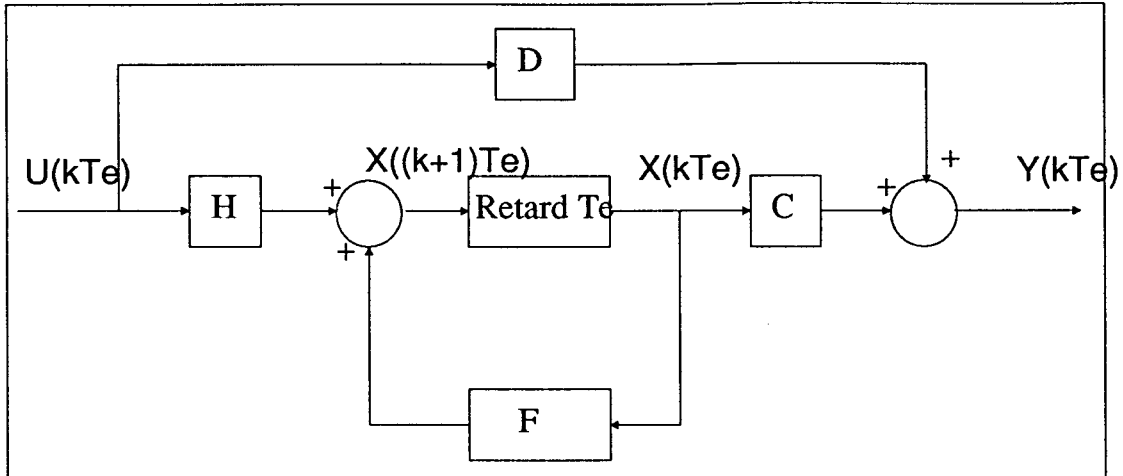 D
U(kTe)
H
+
+
X((k+1)Te)
Retard Te
X(kTe)
C
+
+
Y(kTe)
F